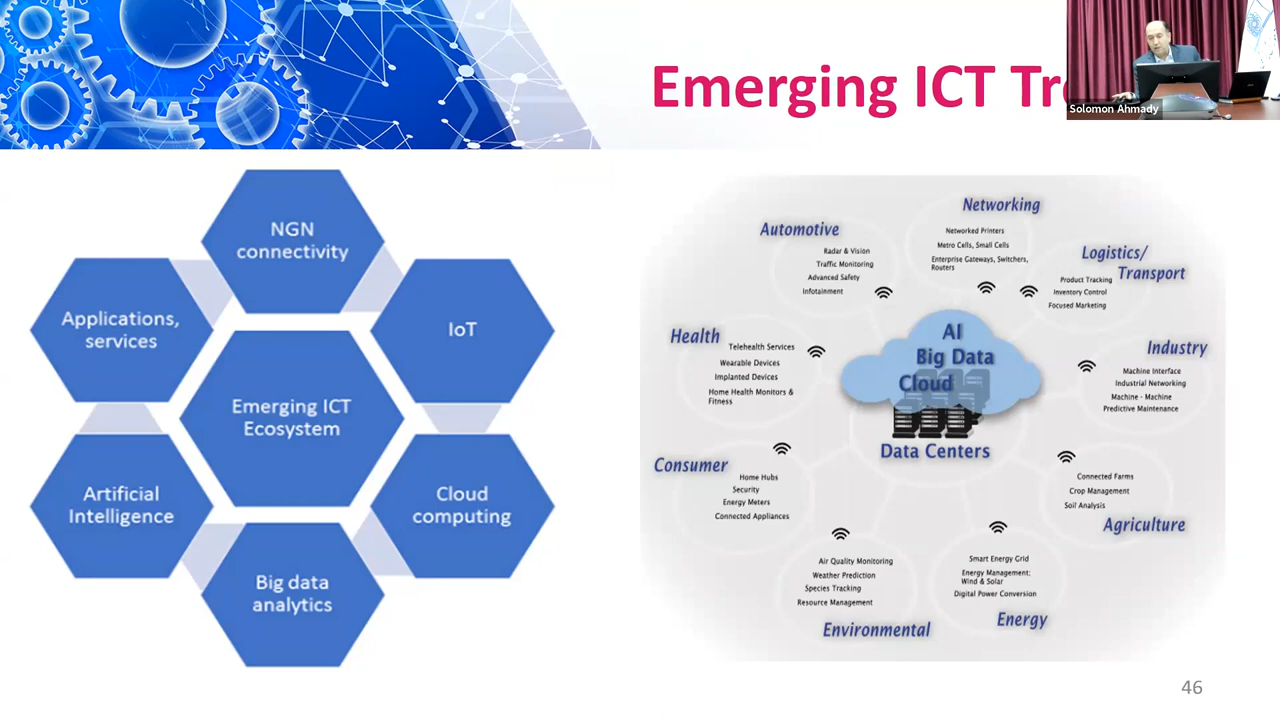 Emerging ICT
Solomon Ahmady
NGN
connectivity
Applications,
services
IoT
Emerging ICT
Ecosystem
Artificial
Intelligence
Cloud
computing
Big data
analytics
Networking
Networked Printers
Metro Cells, Small Cells
Enterprise Gateways, Switchers,
Routers
Automotive
Radar & Vision
Traffic Monitoring
Advanced Safety
Infotainment
Logistics/
Transport
Product Tracking
Inventory Control
Focused Marketing
Health
Telehealth Services
Wearable Devices
Implanted Devices
Home Health Monitors &
Fitness
AI
Big Data
Cloud
Data Centers
Industry
Machine Interface
Industrial Networking
Machine - Machine
Predictive Maintenance
Consumer
Home Hubs
Security
Energy Meters
Connected Appliances
Connected Farms
Crop Management
Soil Analysis
Agriculture
Air Quality Monitoring
Weather Prediction
Species Tracking
Resource Management
Environmental
Smart Energy Grid
Energy Management:
Wind & Solar
Digital Power Conversion
Energy
46